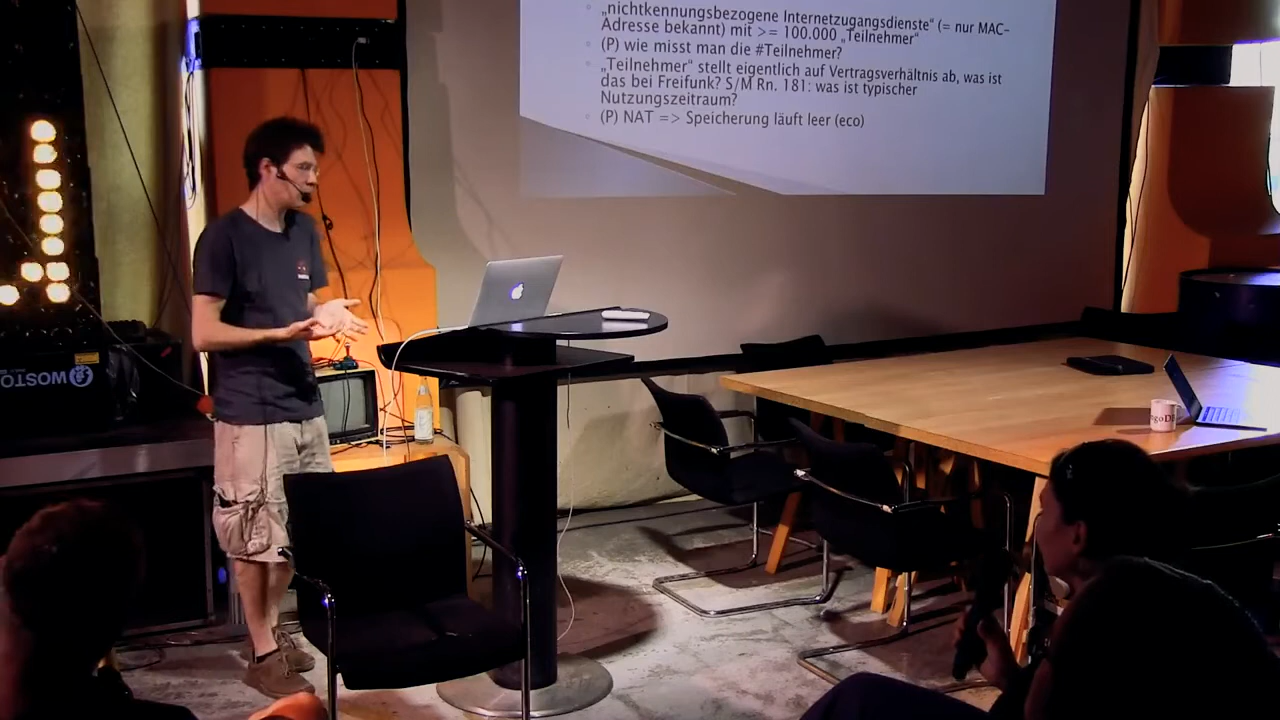 „nichtkennungsbezogene Internetzugangsdienste“ (= nur MAC-
Adresse bekannt) mit >= 100.000 „Teilnehmer“
(P) wie misst man die #Teilnehmer?
„Teilnehmer“ stellt eigentlich auf Vertragsverhältnis ab, was ist
das bei Freifunk? S/M Rn. 181: was ist typischer
Nutzungszeitraum?
(P) NAT => Speicherung läuft leer (eco)
WOSTO